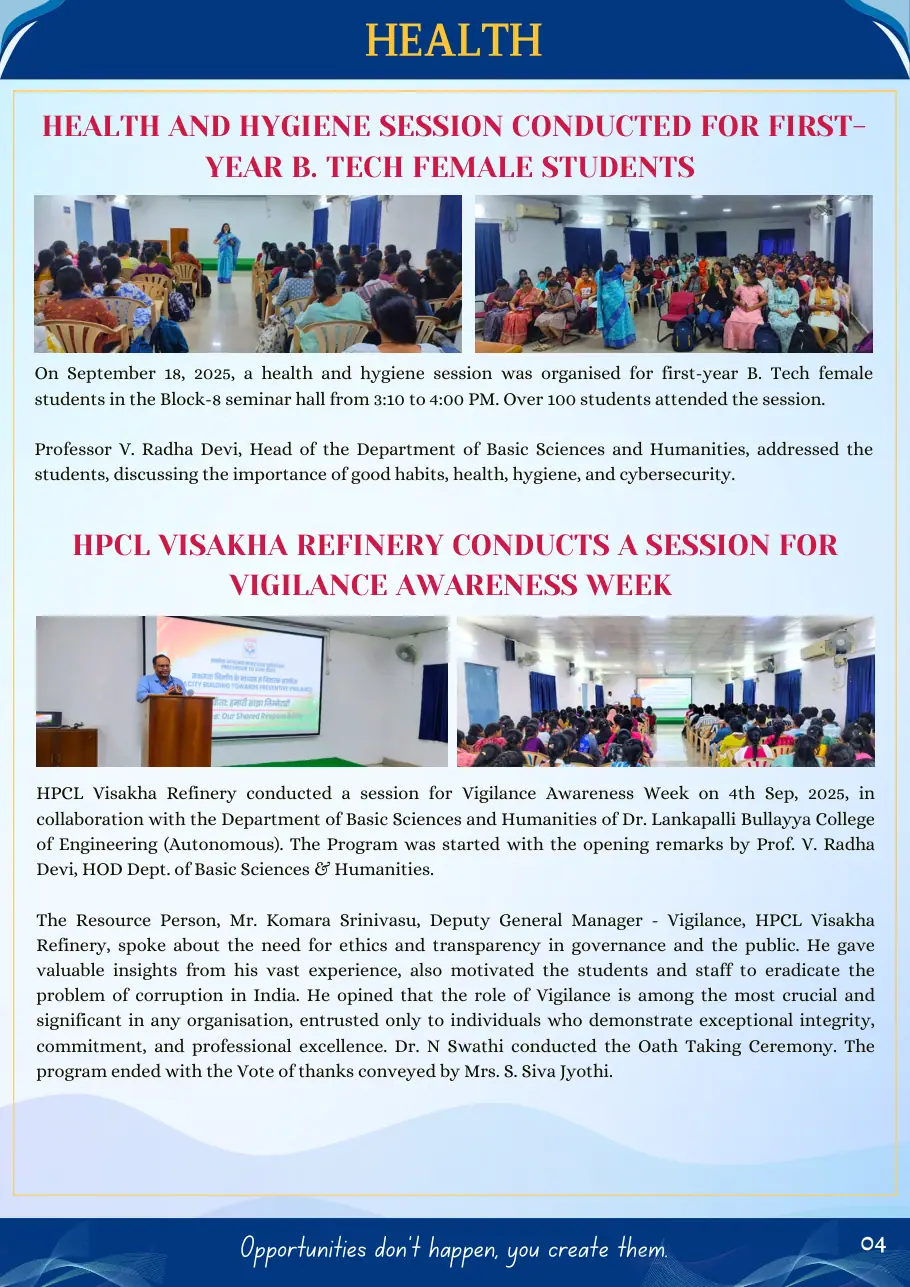 HEALTH
HEALTH AND HYGIENE SESSION CONDUCTED FOR FIRST-
YEAR B. TECH FEMALE STUDENTS
On September 18, 2025, a health and hygiene session was organised for first-year B. Tech female
students in the Block-8 seminar hall from 3:10 to 4:00 PM. Over 100 students attended the session.
Professor V. Radha Devi, Head of the Department of Basic Sciences and Humanities, addressed the
students, discussing the importance of good habits, health, hygiene, and cybersecurity.
HPCL VISAKHA REFINERY CONDUCTS A SESSION FOR
VIGILANCE AWARENESS WEEK
ACITY BUILDING TOWARDS PREVENTIVE VIGILANCE
हमारी साझा जिम्मेदारी
Our Shared Responsibility
HPCL Visakha Refinery conducted a session for Vigilance Awareness Week on 4th Sep, 2025, in
collaboration with the Department of Basic Sciences and Humanities of Dr. Lankapalli Bullayya College
of Engineering (Autonomous). The Program was started with the opening remarks by Prof. V. Radha
Devi, HOD Dept. of Basic Sciences & Humanities.
The Resource Person, Mr. Komara Srinivasu, Deputy General Manager - Vigilance, HPCL Visakha
Refinery, spoke about the need for ethics and transparency in governance and the public. He gave
valuable insights from his vast experience, also motivated the students and staff to eradicate the
problem of corruption in India. He opined that the role of Vigilance is among the most crucial and
significant in any organisation, entrusted only to individuals who demonstrate exceptional integrity,
commitment, and professional excellence. Dr. N Swathi conducted the Oath Taking Ceremony. The
program ended with the Vote of thanks conveyed by Mrs. S. Siva Jyothi.
Opportunities don't happen, you create them.
04